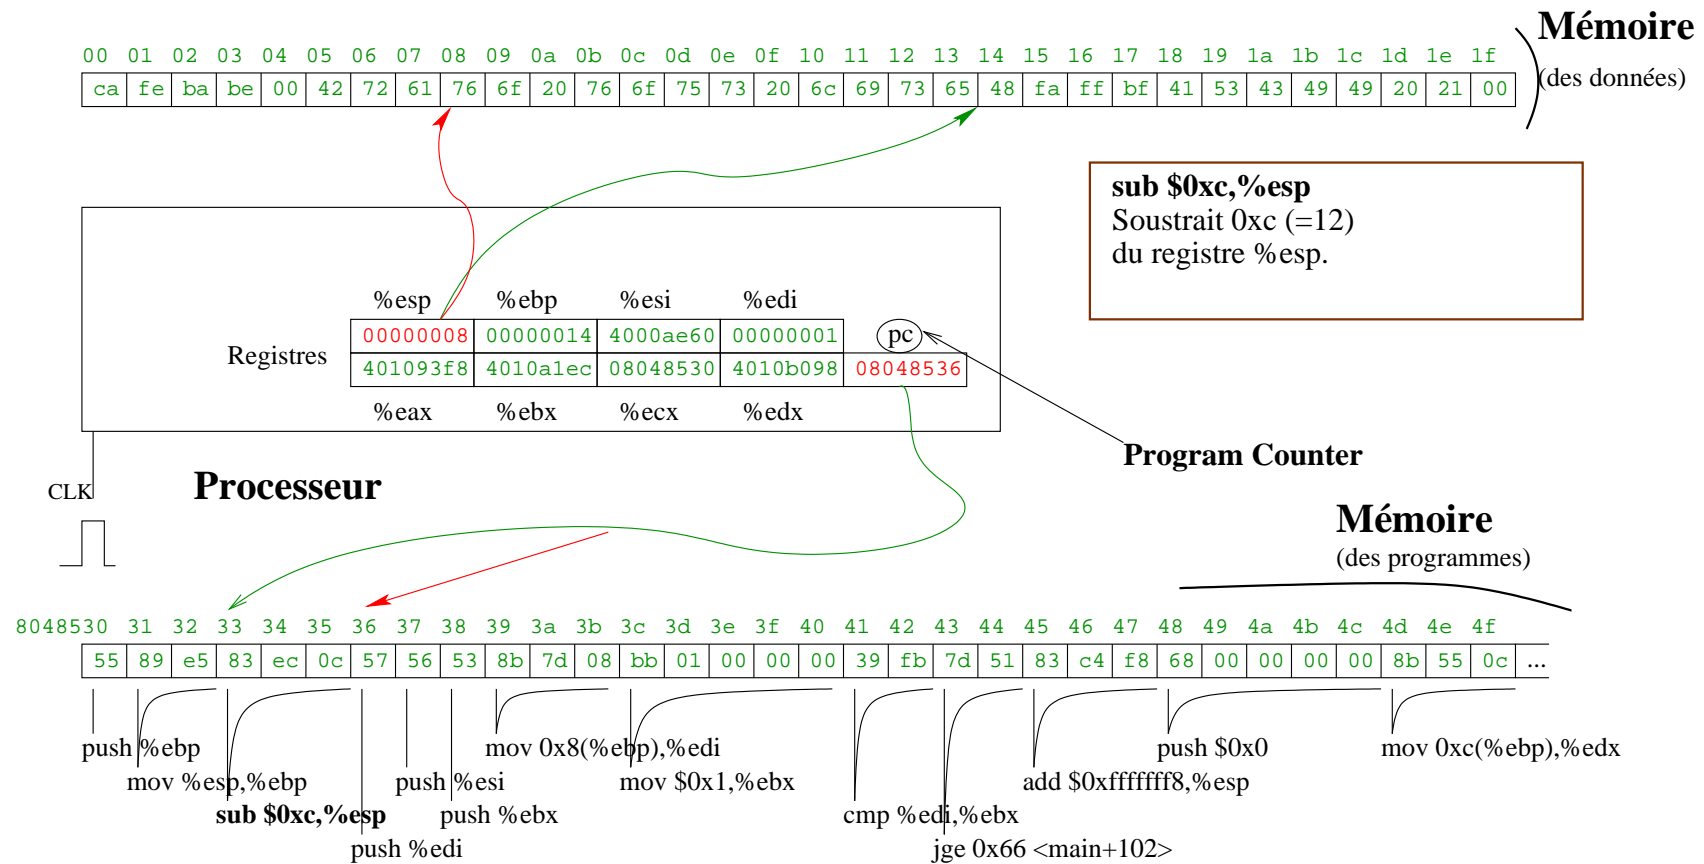 Mémoire
(des données)
00 01 02 03 04 05 06 07 08 09 0a 0b 0c 0d 0e 0f 10 11 12 13 14 15 16 17 18 19 1a 1b 1c 1d 1e 1f
ca fe ba be 00 42 72 61 76 6f 20 76 6f 75 73 20 6c 69 73 65 48 fa ff bf 41 53 43 49 49 20 21 00
sub $0xc,%esp
Soustrait 0xc (=12)
du registre %esp.
%esp %ebp %esi %edi
00000008 00000014 4000ae60 00000001 pc
Registres
401093f8 4010a1ec 08048530 4010b098 08048536
%eax %ebx %ecx %edx
Program Counter
CLK
Processeur
Mémoire
(des programmes)
8048530 31 32 33 34 35 36 37 38 39 3a 3b 3c 3d 3e 3f 40 41 42 43 44 45 46 47 48 49 4a 4b 4c 4d 4e 4f
55 89 e5 83 ec 0c 57 56 53 8b 7d 08 bb 01 00 00 00 39 fb 7d 51 83 c4 f8 68 00 00 00 00 8b 55 0c ...
push %ebp mov 0x8(%ebp),%edi push $0x0 mov 0xc(%ebp),%edx
mov %esp,%ebp push %esi mov $0x1,%ebx add $0xfffffff8,%esp
sub $0xc,%esp push %ebx cmp %edi,%ebx
push %edi jge 0x66 <main+102>